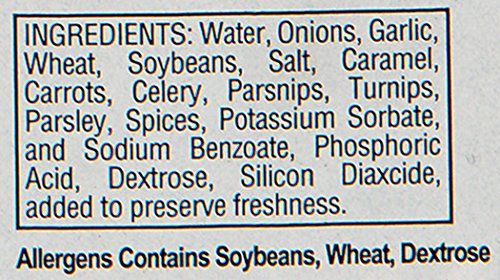 INGREDIENTS: Water, Onions, Garlic,
Wheat, Soybeans, Salt, Caramel,
Carrots, Celery, Parsnips, Turnips,
Parsley, Spices, Potassium Sorbate,
and Sodium Benzoate, Phosphoric
Acid, Dextrose, Silicon Diaxcide,
added to preserve freshness.
Allergens Contains Soybeans, Wheat, Dextrose